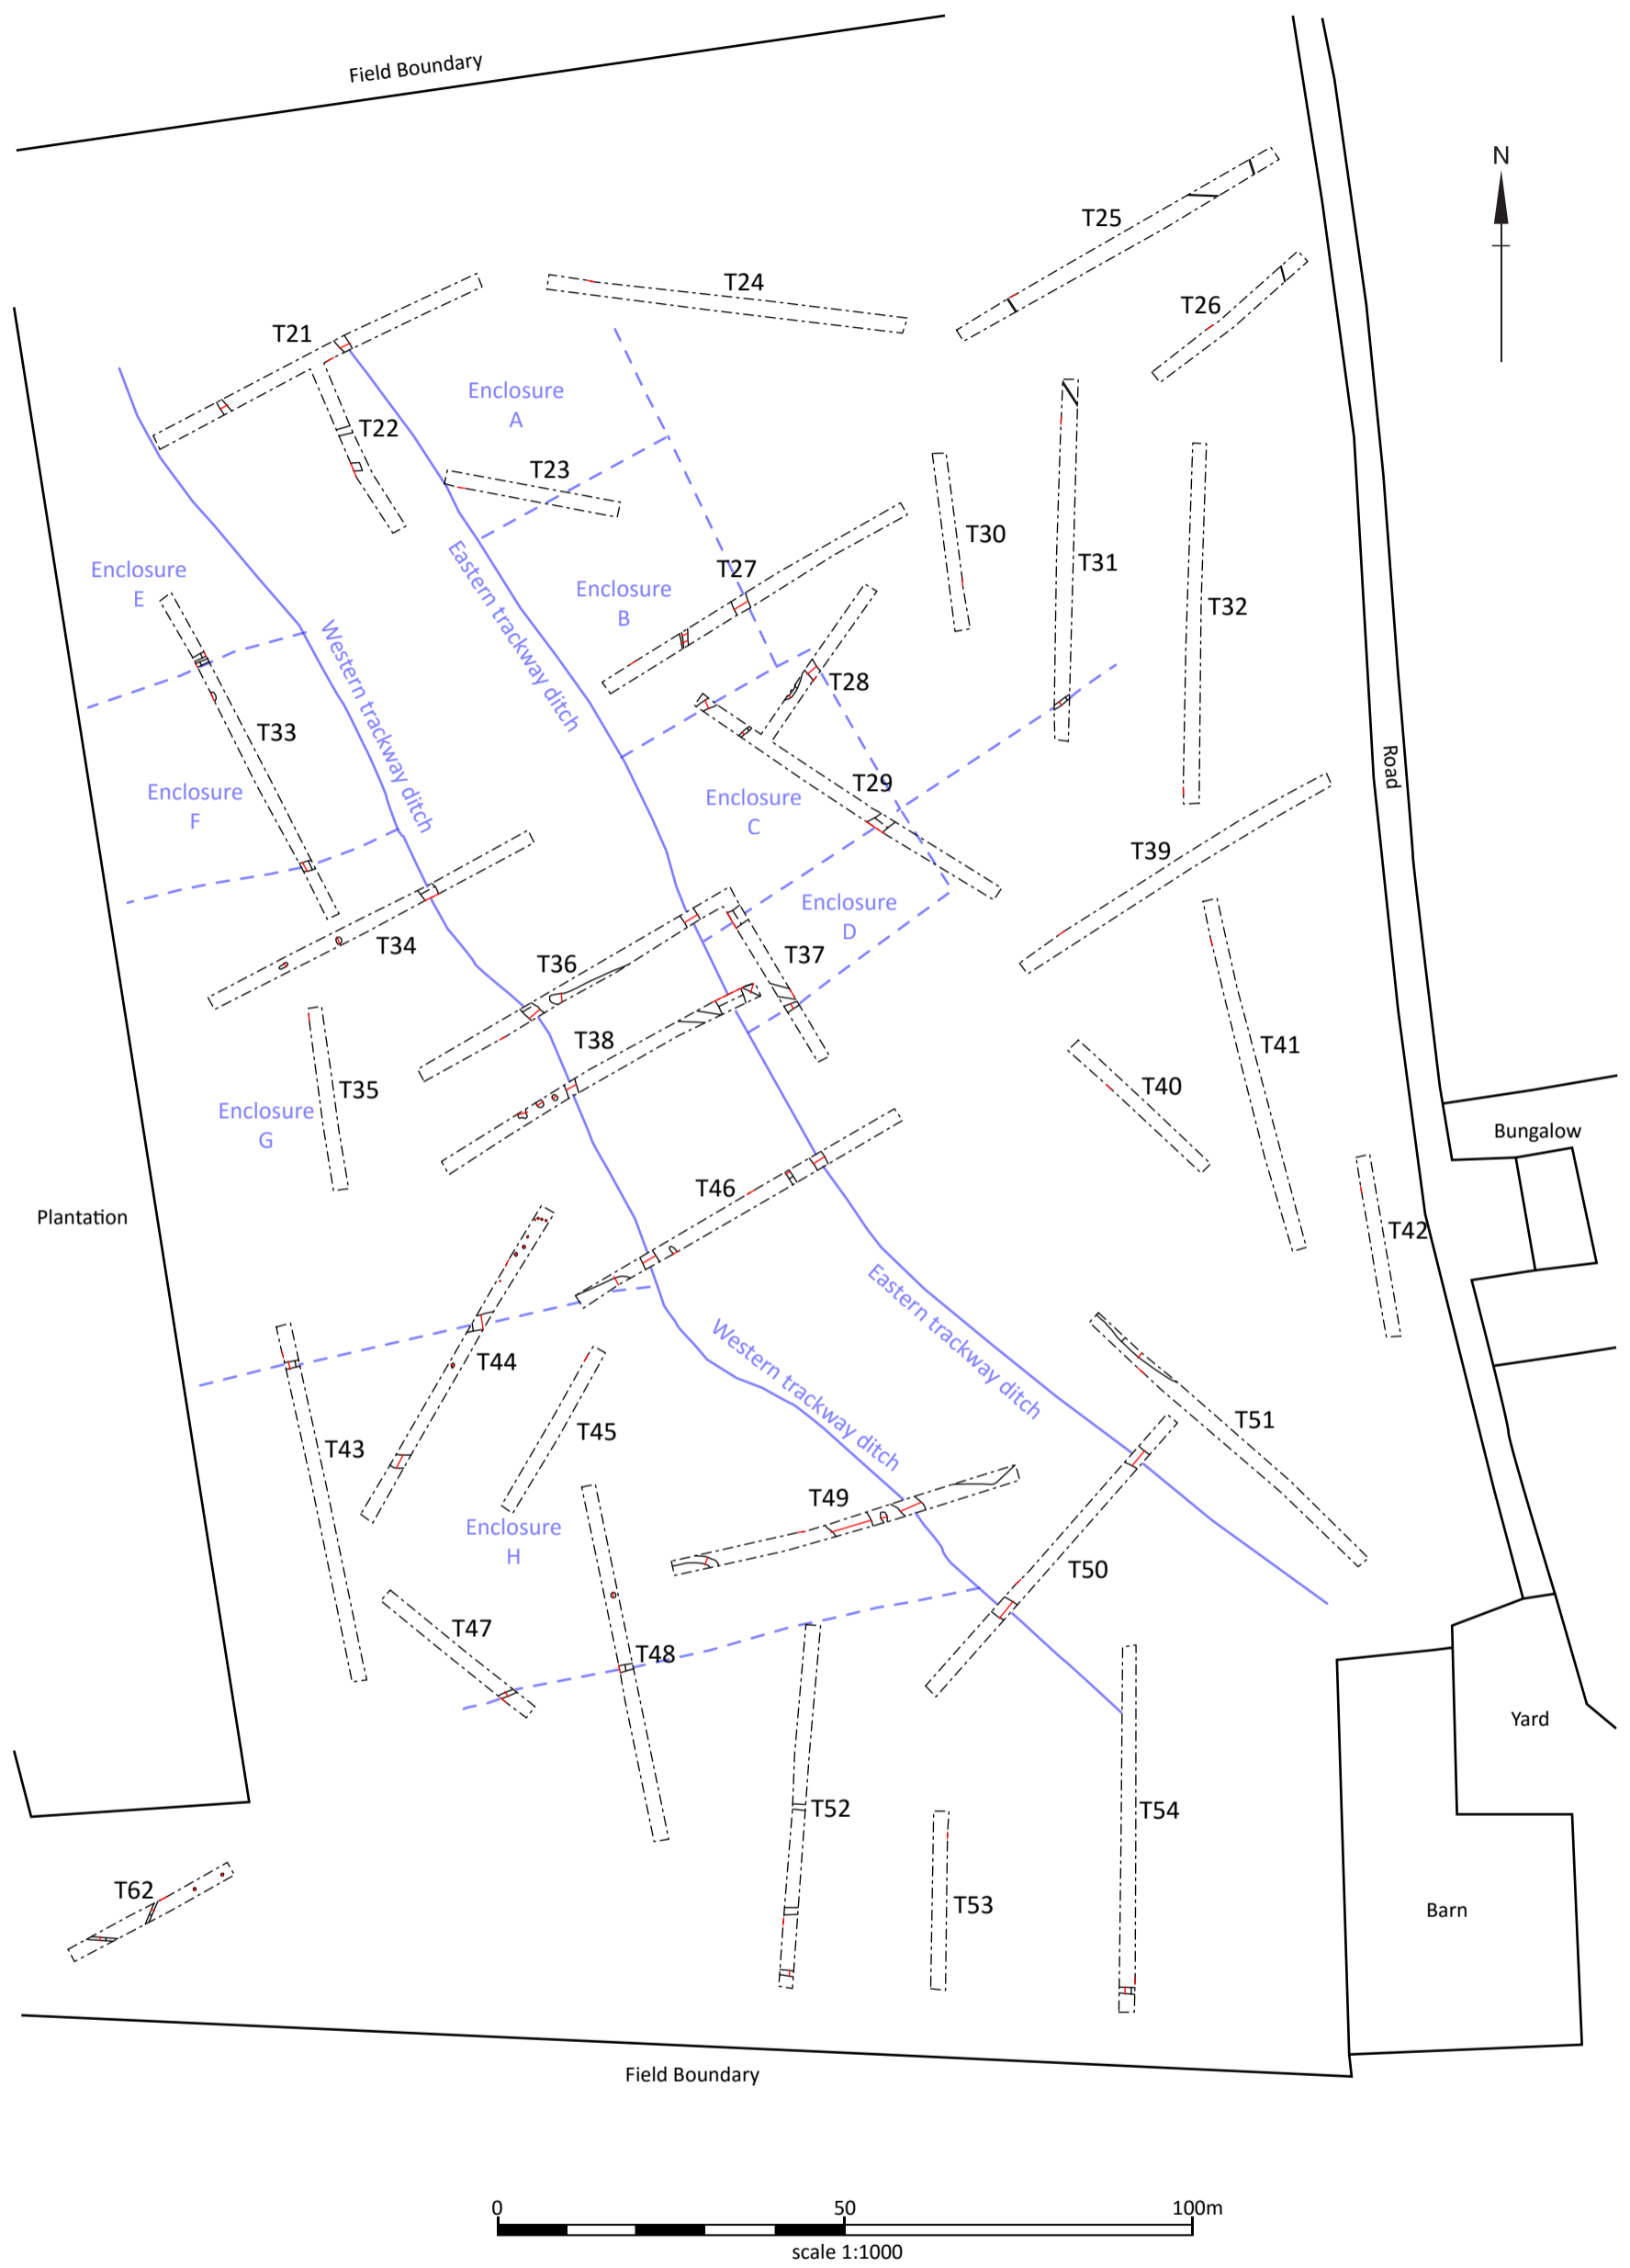 Field Boundary
N
T25
T24
T26
T21
Enclosure
A
T22
T23
T30
T31
Enclosure
E
T27
Enclosure
B
T32
Eastern trackway ditch
Western trackway ditch
T28
T33
Road
T29
Enclosure
F
Enclosure
C
T39
Enclosure
D
T34
T37
T36
T38
T41
T35
T40
Enclosure
G
Bungalow
T46
Plantation
T42
Eastern trackway ditch
Western trackway ditch
T44
T51
T45
T43
T49
Enclosure
H
T50
T47
T48
Yard
T52
T54
T62
T53
Barn
Field Boundary
0 50 100m
scale 1:1000